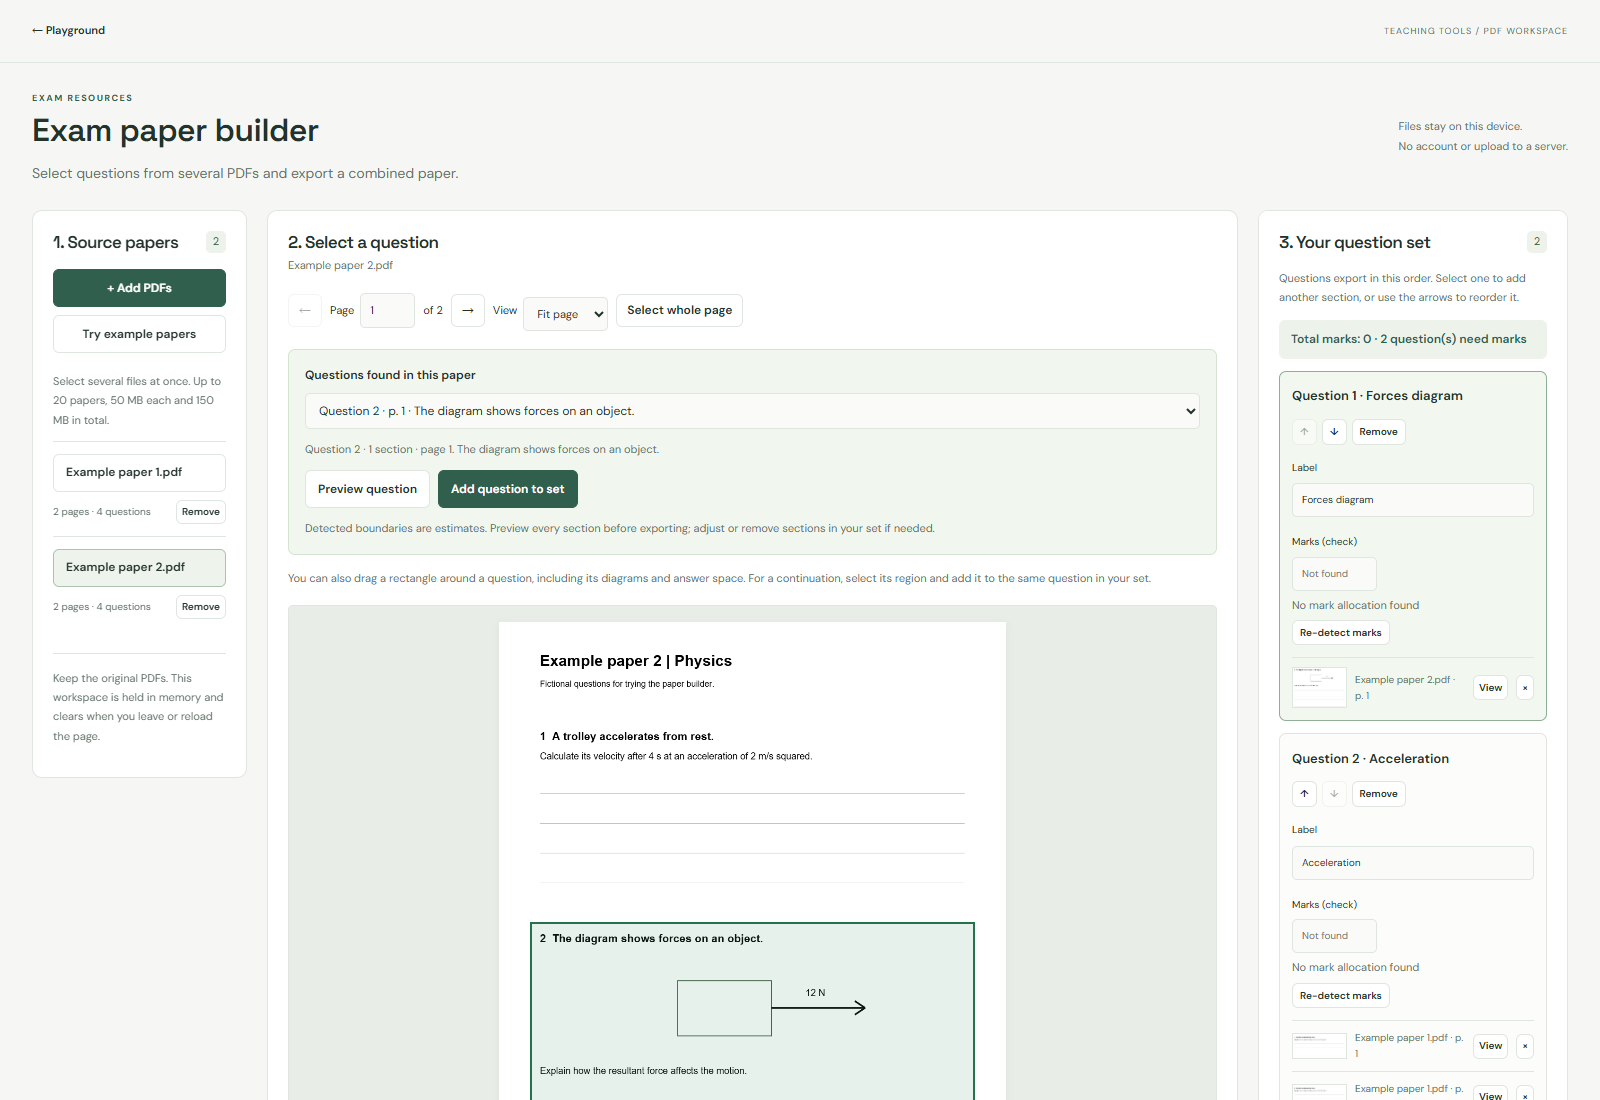 ← Playground
TEACHING TOOLS / PDF WORKSPACE
EXAM RESOURCES
Exam paper builder
Select questions from several PDFs and export a combined paper.
Files stay on this device.
No account or upload to a server.
1. Source papers
2
+ Add PDFs
Try example papers
Select several files at once. Up to
20 papers, 50 MB each and 150
MB in total.
Example paper 1.pdf
2 pages · 4 questions
Remove
Example paper 2.pdf
2 pages · 4 questions
Remove
Keep the original PDFs. This
workspace is held in memory and
clears when you leave or reload
the page.
2. Select a question
Example paper 2.pdf
←
Page
1
of 2
→
View
Fit page
Select whole page
Questions found in this paper
Question 2 · p. 1 · The diagram shows forces on an object.
Question 2 · 1 section · page 1. The diagram shows forces on an object.
Preview question
Add question to set
Detected boundaries are estimates. Preview every section before exporting; adjust or remove sections in your set if needed.
You can also drag a rectangle around a question, including its diagrams and answer space. For a continuation, select its region and add it to the same question in your set.
Example paper 2 | Physics
Fictional questions for trying the paper builder.
1 A trolley accelerates from rest.
Calculate its velocity after 4 s at an acceleration of 2 m/s squared.
2 The diagram shows forces on an object.
12 N
Explain how the resultant force affects the motion.
3. Your question set
2
Questions export in this order. Select one to add
another section, or use the arrows to reorder it.
Total marks: 0 · 2 question(s) need marks
Question 1 · Forces diagram
↑
↓
Remove
Label
Forces diagram
Marks (check)
Not found
No mark allocation found
Re-detect marks
Example paper 2.pdf ·
p. 1
View
×
Question 2 · Acceleration
↑
↓
Remove
Label
Acceleration
Marks (check)
Not found
No mark allocation found
Re-detect marks
Example paper 1.pdf · p.
1
View
×
Example paper 1.pdf · p.
View
×